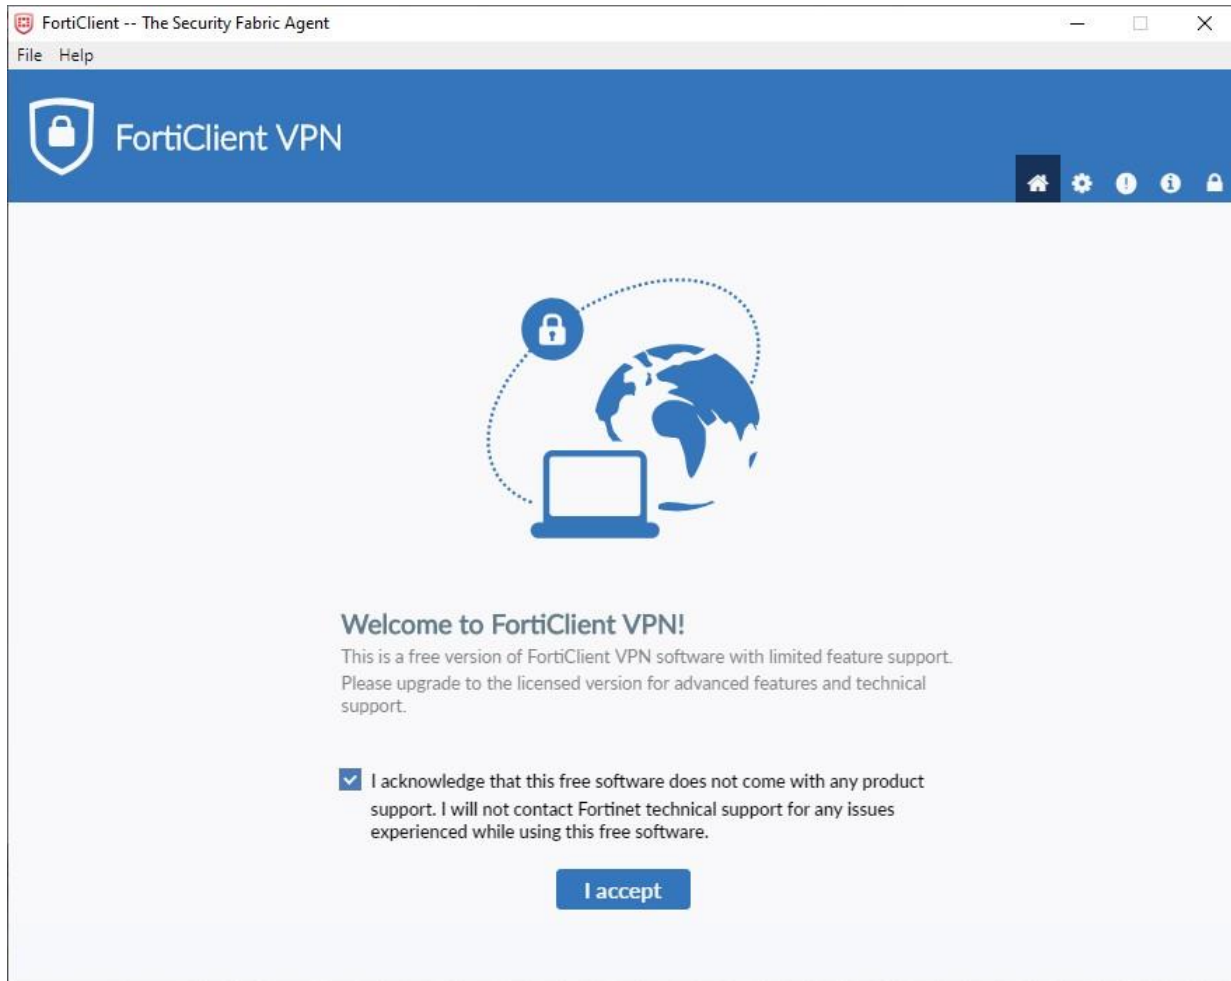 FortiClient -- The Security Fabric Agent
File Help
FortiClient VPN
Welcome to FortiClient VPN!
This is a free version of FortiClient VPN software with limited feature support.
Please upgrade to the licensed version for advanced features and technical
support.
I acknowledge that this free software does not come with any product
support. I will not contact Fortinet technical support for any issues
experienced while using this free software.
I accept